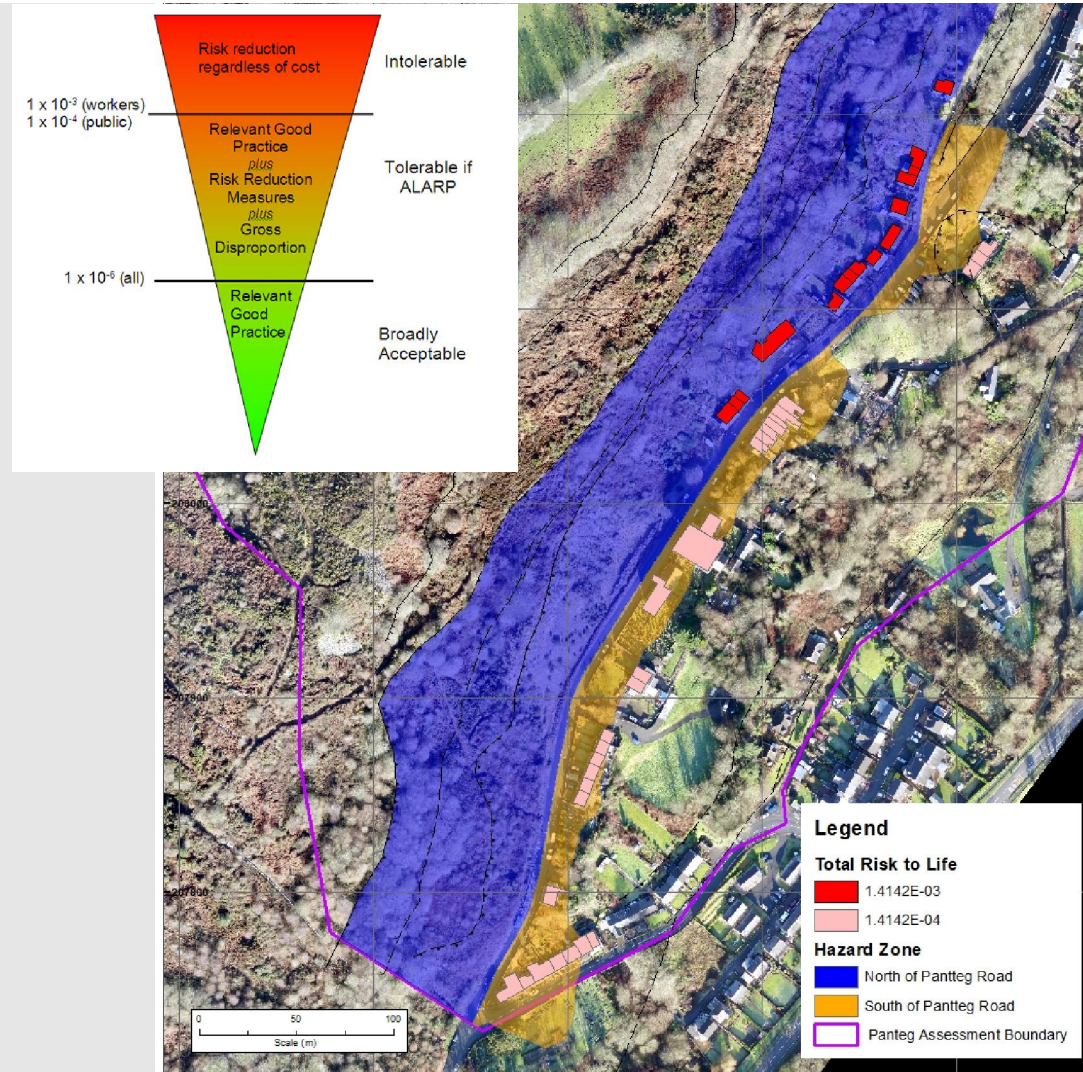 Risk reduction
regardless of cost
Intolerable
1 x 10⁻³ (workers)
1 x 10⁻⁴ (public)
Relevant Good
Practice
plus
Risk Reduction
Measures
plus
Gross
Disproportion
Tolerable if
ALARP
1 x 10⁻⁶ (all)
Relevant
Good
Practice
Broadly
Acceptable
208000
207900
207800
0 50 100
Scale (m)
Legend
Total Risk to Life
1.4142E-03
1.4142E-04
Hazard Zone
North of Pantteg Road
South of Pantteg Road
Panteg Assessment Boundary